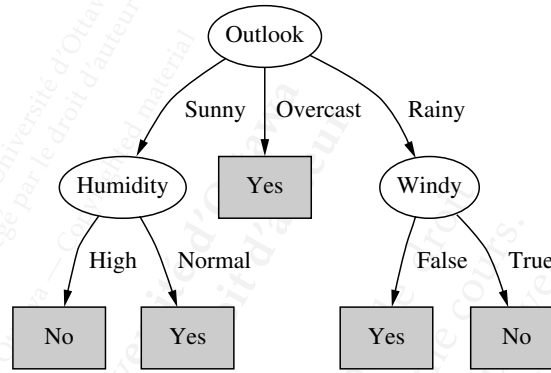 Outlook
Sunny Overcast Rainy
Humidity Yes Windy
High Normal False True
No Yes Yes No